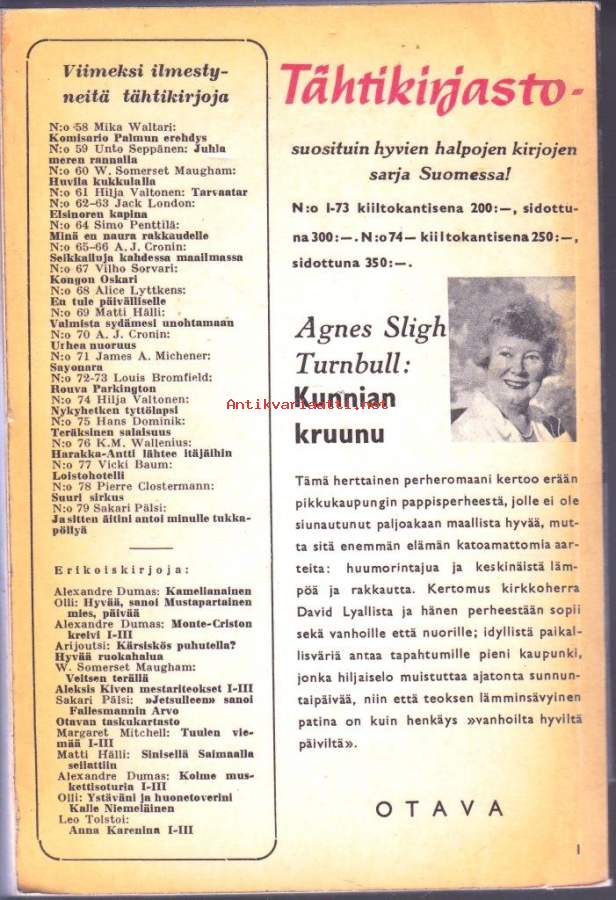 Viimeksi ilmesty-
neitä tähtikirjoja
N:o 58 Mika Waltari:
Komisario Palmun erehdys
N:o 59 Unto Seppänen: Juhla
meren rannalla
N:o 60 W. Somerset Maugham:
Huvila kukkulalla
N:o 61 Hilja Valtonen: Tarvaatar
N:o 62-63 Jack London:
Elsinoren kapina
N:o 64 Simo Penttilä:
Minä en naura rakkaudelle
N:o 65-66 A. J. Cronin:
Seikkailuja kahdessa maailmassa
N:o 67 Vilho Sorvari:
Kongon Oskari
N:o 68 Alice Lyttkens:
En tule päivälliselle
N:o 69 Matti Hälli:
Valmista sydämesi unohtamaan
N:o 70 A. J. Cronin:
Urhea nuoruus
N:o 71 James A. Michener:
Sayonara
N:o 72-73 Louis Bromfield:
Rouva Parkington
N:o 74 Hilja Valtonen:
Nykyhetken tyttölapsi
N:o 75 Hans Dominik:
Teräksinen salaisuus
N:o 76 K.M. Wallenius:
Harakka-Antti lähtee itäjäihin
N:o 77 Vicki Baum:
Loistohotelli
N:o 78 Pierre Clostermann:
Suuri sirkus
N:o 79 Sakari Pälsi:
Ja sitten äitini antoi minulle tukka-
pöllyä
Erikoiskirjoja:
Alexandre Dumas: Kamelianainen
Olli: Hyvää, sanoi Mustapartainen
mies, päivää
Alexandre Dumas: Monte-Criston
kreivi I-III
Arijoutsi: Kärsiskös puhutella?
Hyvää ruokahalua
W. Somerset Maugham:
Veitsen terällä
Aleksis Kiven mestariteokset I-III
Sakari Pälsi: »Jetsulleen» sanoi
Fallesmannin Arvo
Otavan taskukartasto
Margaret Mitchell: Tuulen vie-
mää I-III
Matti Hälli: Sinisellä Saimaalla
seilattiin
Alexandre Dumas: Kolme mus-
kettisoturia I-III
Olli: Ystäväni ja huonetoverini
Kalle Niemeläinen
Leo Tolstoi:
Anna Karenina I-III
Tähtikirjasto-
suosituin hyvien halpojen kirjojen
sarja Suomessa!
N:o 1-73 kiiltokantisena 200:—, sidottu-
na 300:—. N:o 74— kiiltokantisena 250:—,
sidottuna 350:—.
Agnes Sligh
Turnbull:
Kunnian
kruunu
Antikvariaatti.net
Tämä herttainen perheromaani kertoo erään
pikkukaupungin pappisperheestä, jolle ei ole
siunautunut paljoakaan maallista hyvää, mut-
ta sitä enemmän elämän katoamattomia aar-
teita: huumorintajua ja keskinäistä läm-
pöä ja rakkautta. Kertomus kirkkoherra
David Lyallista ja hänen perheestään sopii
sekä vanhoille että nuorille; idyllistä paikal-
lisväriä antaa tapahtumille pieni kaupunki,
jonka hiljaiselo muistuttaa ajatonta sunnun-
taipäivää, niin että teoksen lämminsävyinen
patina on kuin henkäys »vanhoilta hyviltä
päiviltä».
OTAVA
1